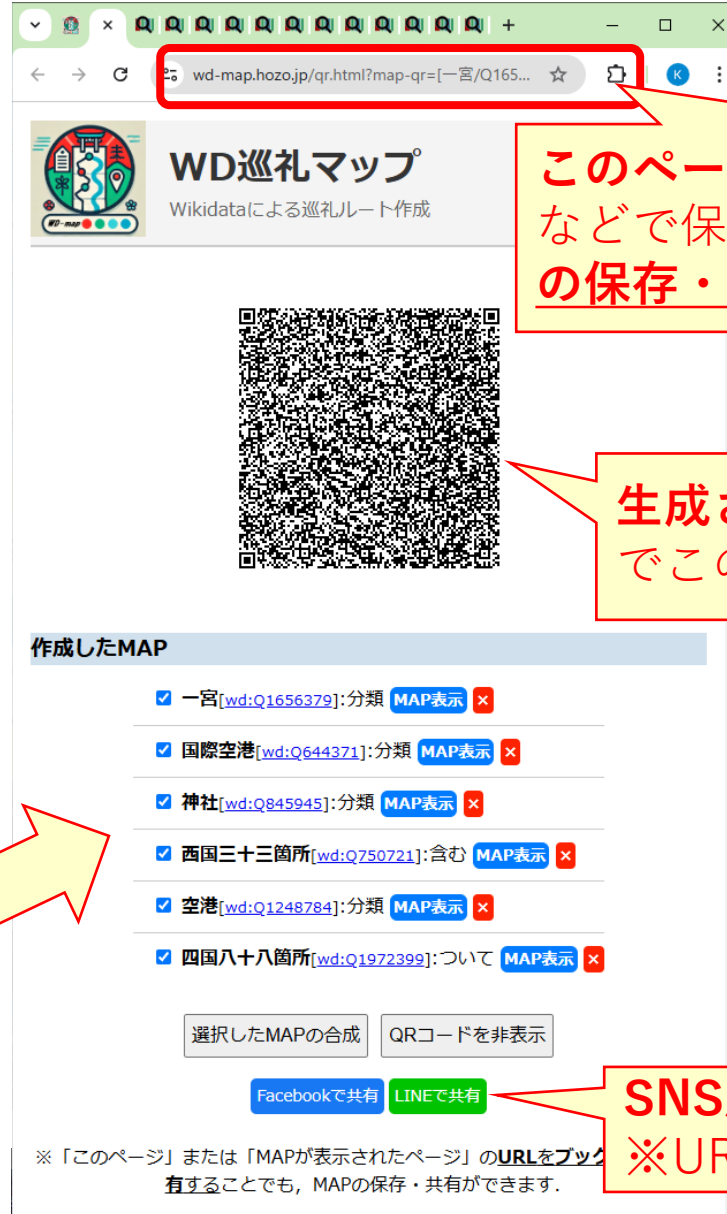 wd-map.hozo.jp/qr.html?map-qr=[一宮/Q165...
K
WD巡礼マップ
Wikidataによる巡礼ルート作成
WD-map
このペー
などで保
の保存・
生成
でこ
作成したMAP
一宮[wd:Q1656379]:分類 MAP表示 ×
国際空港[wd:Q644371]:分類 MAP表示 ×
神社[wd:Q845945]:分類 MAP表示 ×
西国三十三箇所[wd:Q750721]:含む MAP表示 ×
空港[wd:Q1248784]:分類 MAP表示 ×
四国八十八箇所[wd:Q1972399]:ついて MAP表示 ×
選択したMAPの合成 QRコードを非表示
Facebookで共有 LINEで共有
SNS
※UR
※「このページ」または「MAPが表示されたページ」のURLをブック
有することでも，MAPの保存・共有ができます．